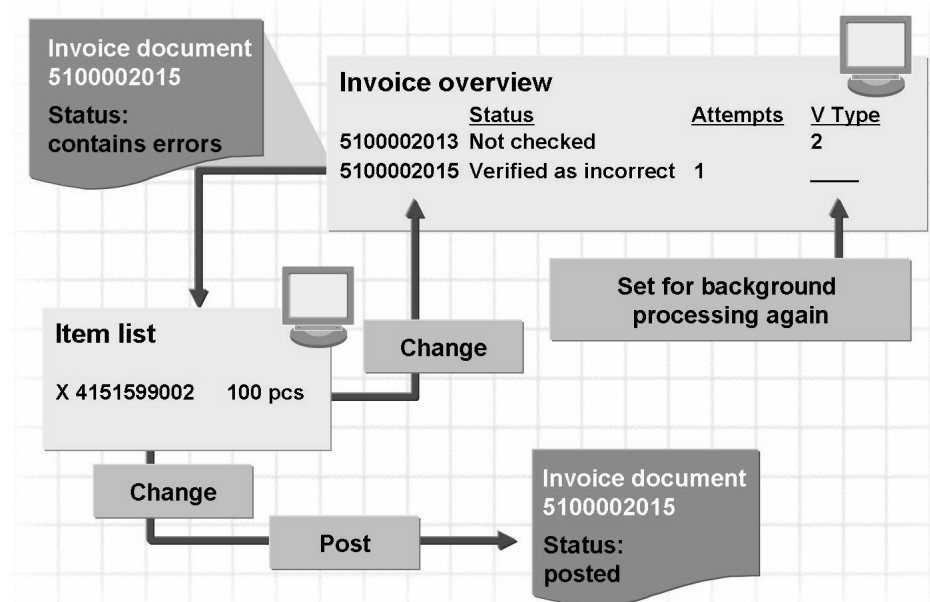 Invoice document
5100002015
Status:
contains errors
Invoice overview
Status Attempts V Type
5100002013 Not checked 2
5100002015 Verified as incorrect 1
Set for background
processing again
Item list
X 4151599002 100 pcs
Change
Change
Post
Invoice document
5100002015
Status:
posted